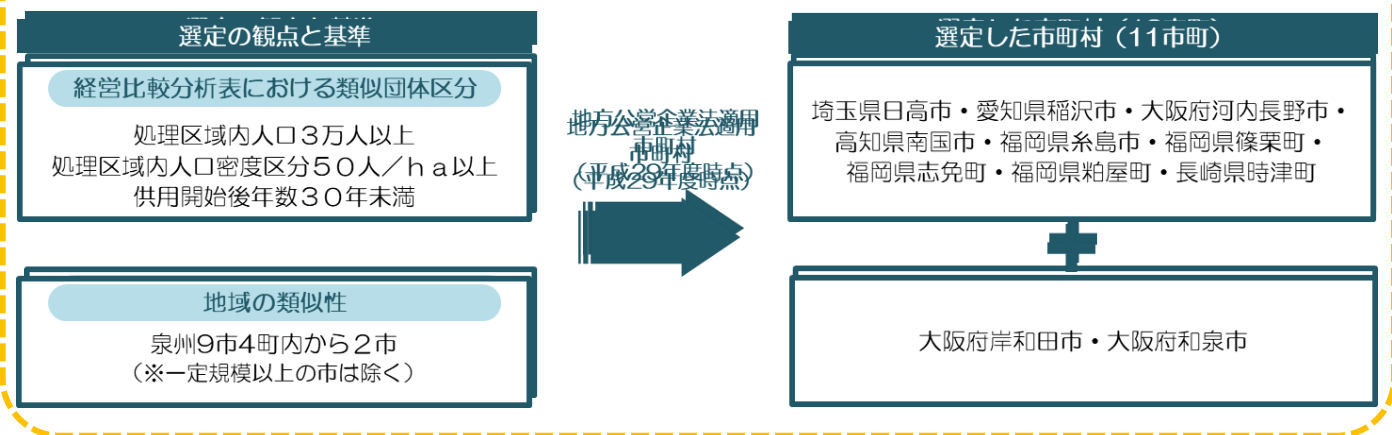 選定の観点と基準
経営比較分析表における類似団体区分
処理区域内人口3万人以上
処理区域内人口密度区分50人／ha以上
供用開始後年数30年未満
地域の類似性
泉州9市4町内から2市
（※一定規模以上の市は除く）
地方公営企業法適用
市町村
（平成29年度時点）
選定した市町村（11市町）
埼玉県日高市・愛知県稲沢市・大阪府河内長野市・
高知県南国市・福岡県糸島市・福岡県篠栗町・
福岡県志免町・福岡県粕屋町・長崎県時津町
大阪府岸和田市・大阪府和泉市